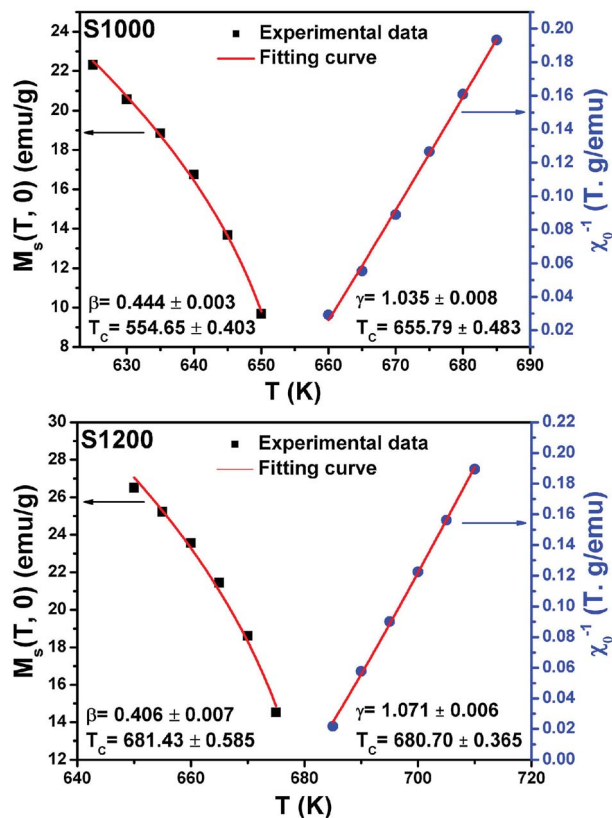 S1000
Experimental data
Fitting curve
Mₛ(T, 0) (emu/g)
24
22
20
18
16
14
12
10
8
β= 0.444 ± 0.003
T_C= 554.65 ± 0.403
γ= 1.035 ± 0.008
T_C= 655.79 ± 0.483
0.20
0.18
0.16
0.14
0.12
0.10
0.08
0.06
0.04
0.02
χ₀⁻¹ (T. g/emu)
630 640 650 660 670 680 690
T (K)
S1200
Experimental data
Fitting curve
Mₛ(T, 0) (emu/g)
30
28
26
24
22
20
18
16
14
12
β= 0.406 ± 0.007
T_C= 681.43 ± 0.585
γ= 1.071 ± 0.006
T_C= 680.70 ± 0.365
0.22
0.20
0.18
0.16
0.14
0.12
0.10
0.08
0.06
0.04
0.02
0.00
χ₀⁻¹ (T. g/emu)
640 660 680 700 720
T (K)